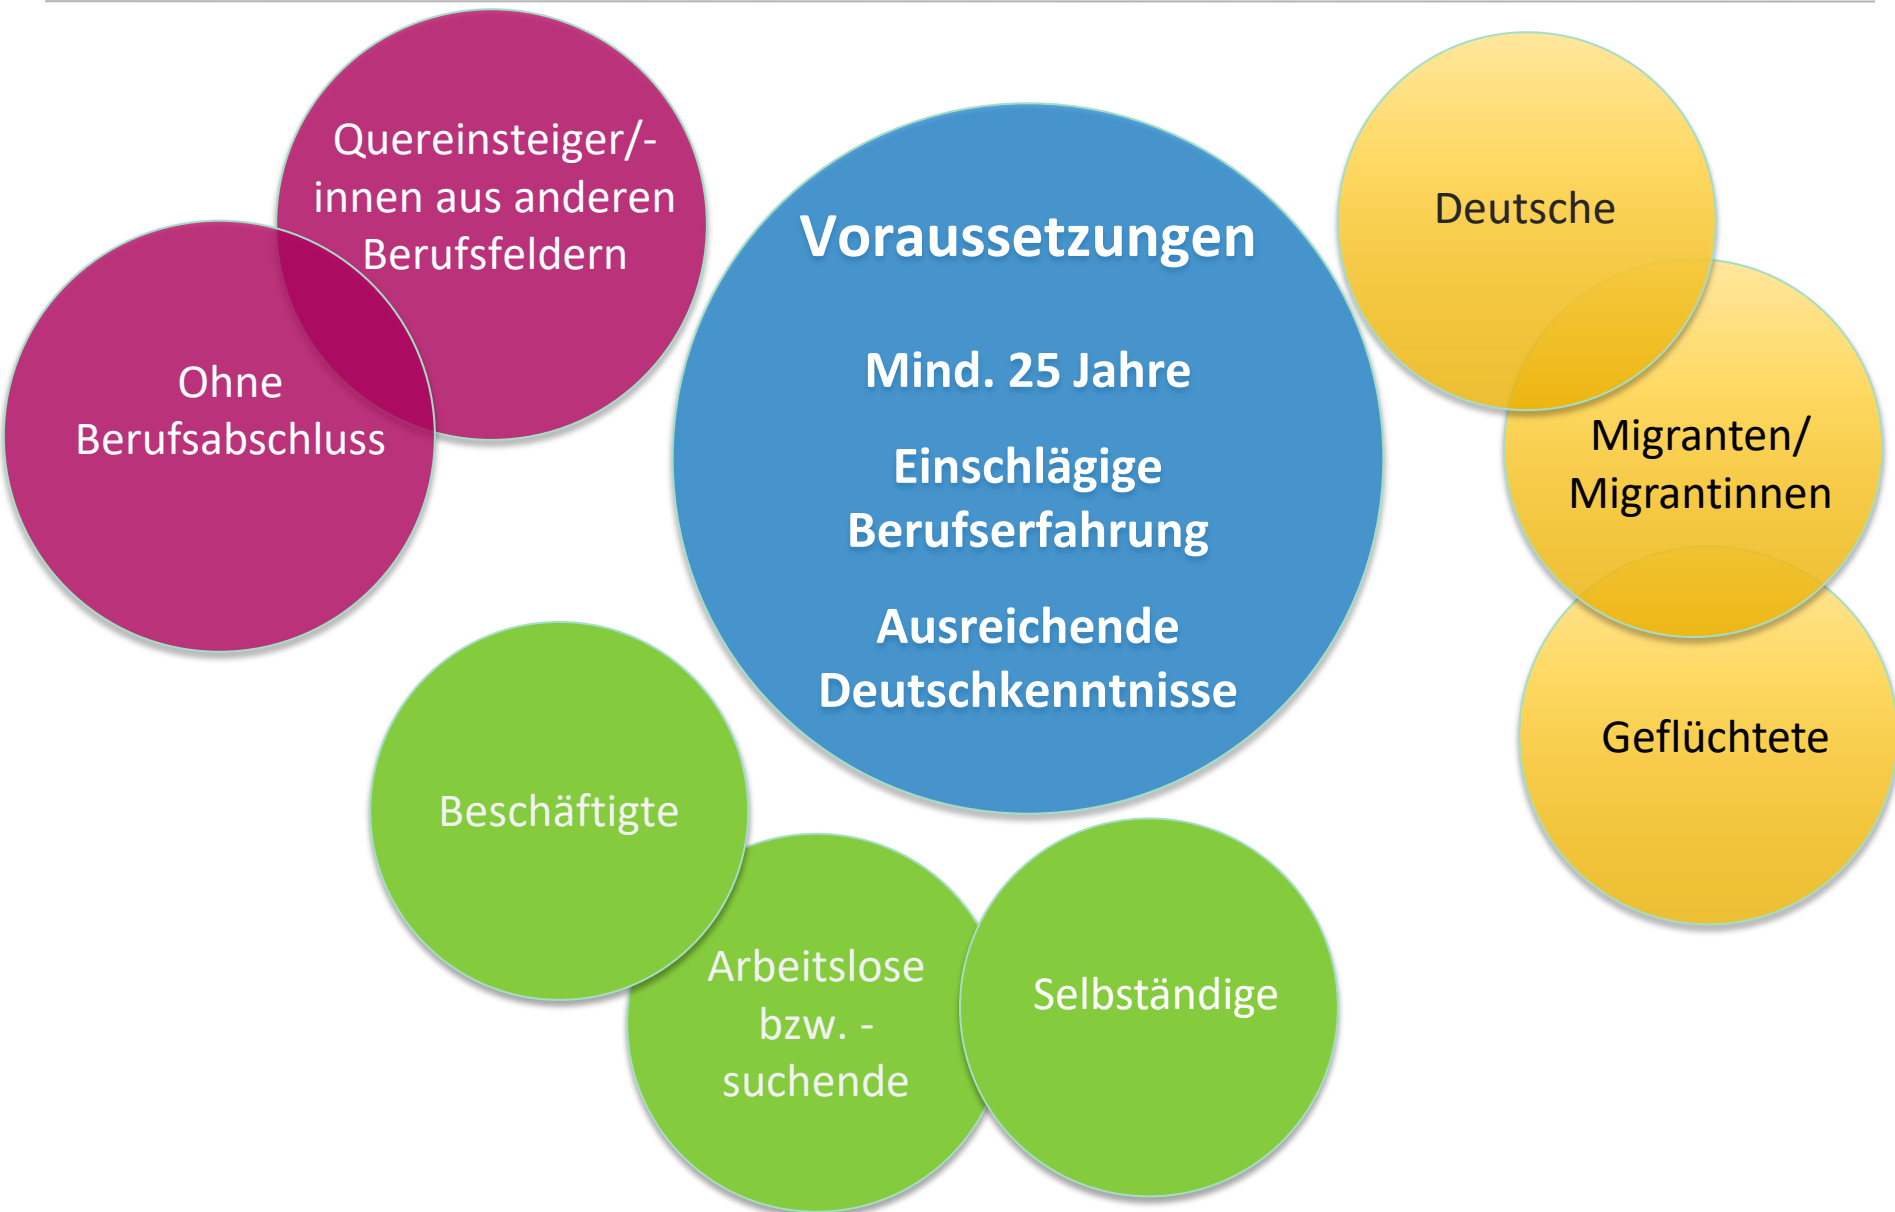 Quereinsteiger/-
innen aus anderen
Berufsfeldern
Ohne
Berufsabschluss
Voraussetzungen
Mind. 25 Jahre
Einschlägige
Berufserfahrung
Ausreichende
Deutschkenntnisse
Deutsche
Migranten/
Migrantinnen
Geflüchtete
Beschäftigte
Arbeitslose
bzw. -
suchende
Selbständige